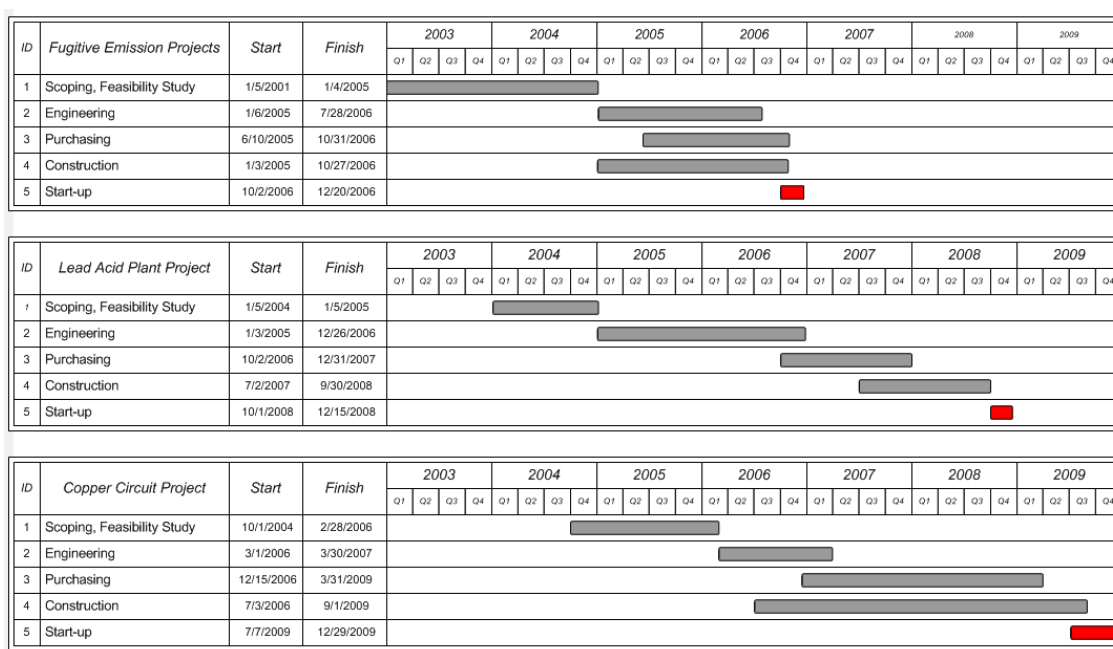 ID Fugitive Emission Projects Start Finish 2003 2004 2005 2006 2007 2008 2009
Q1 Q2 Q3 Q4 Q1 Q2 Q3 Q4 Q1 Q2 Q3 Q4 Q1 Q2 Q3 Q4 Q1 Q2 Q3 Q4 Q1 Q2 Q3 Q4 Q1 Q2 Q3 Q4
1 Scoping, Feasibility Study 1/5/2001 1/4/2005
2 Engineering 1/6/2005 7/28/2006
3 Purchasing 6/10/2005 10/31/2006
4 Construction 1/3/2005 10/27/2006
5 Start-up 10/2/2006 12/20/2006
ID Lead Acid Plant Project Start Finish 2003 2004 2005 2006 2007 2008 2009
Q1 Q2 Q3 Q4 Q1 Q2 Q3 Q4 Q1 Q2 Q3 Q4 Q1 Q2 Q3 Q4 Q1 Q2 Q3 Q4 Q1 Q2 Q3 Q4 Q1 Q2 Q3 Q4
1 Scoping, Feasibility Study 1/5/2004 1/5/2005
2 Engineering 1/3/2005 12/26/2006
3 Purchasing 10/2/2006 12/31/2007
4 Construction 7/2/2007 9/30/2008
5 Start-up 10/1/2008 12/15/2008
ID Copper Circuit Project Start Finish 2003 2004 2005 2006 2007 2008 2009
Q1 Q2 Q3 Q4 Q1 Q2 Q3 Q4 Q1 Q2 Q3 Q4 Q1 Q2 Q3 Q4 Q1 Q2 Q3 Q4 Q1 Q2 Q3 Q4 Q1 Q2 Q3 Q4
1 Scoping, Feasibility Study 10/1/2004 2/28/2006
2 Engineering 3/1/2006 3/30/2007
3 Purchasing 12/15/2006 3/31/2009
4 Construction 7/3/2006 9/1/2009
5 Start-up 7/7/2009 12/29/2009